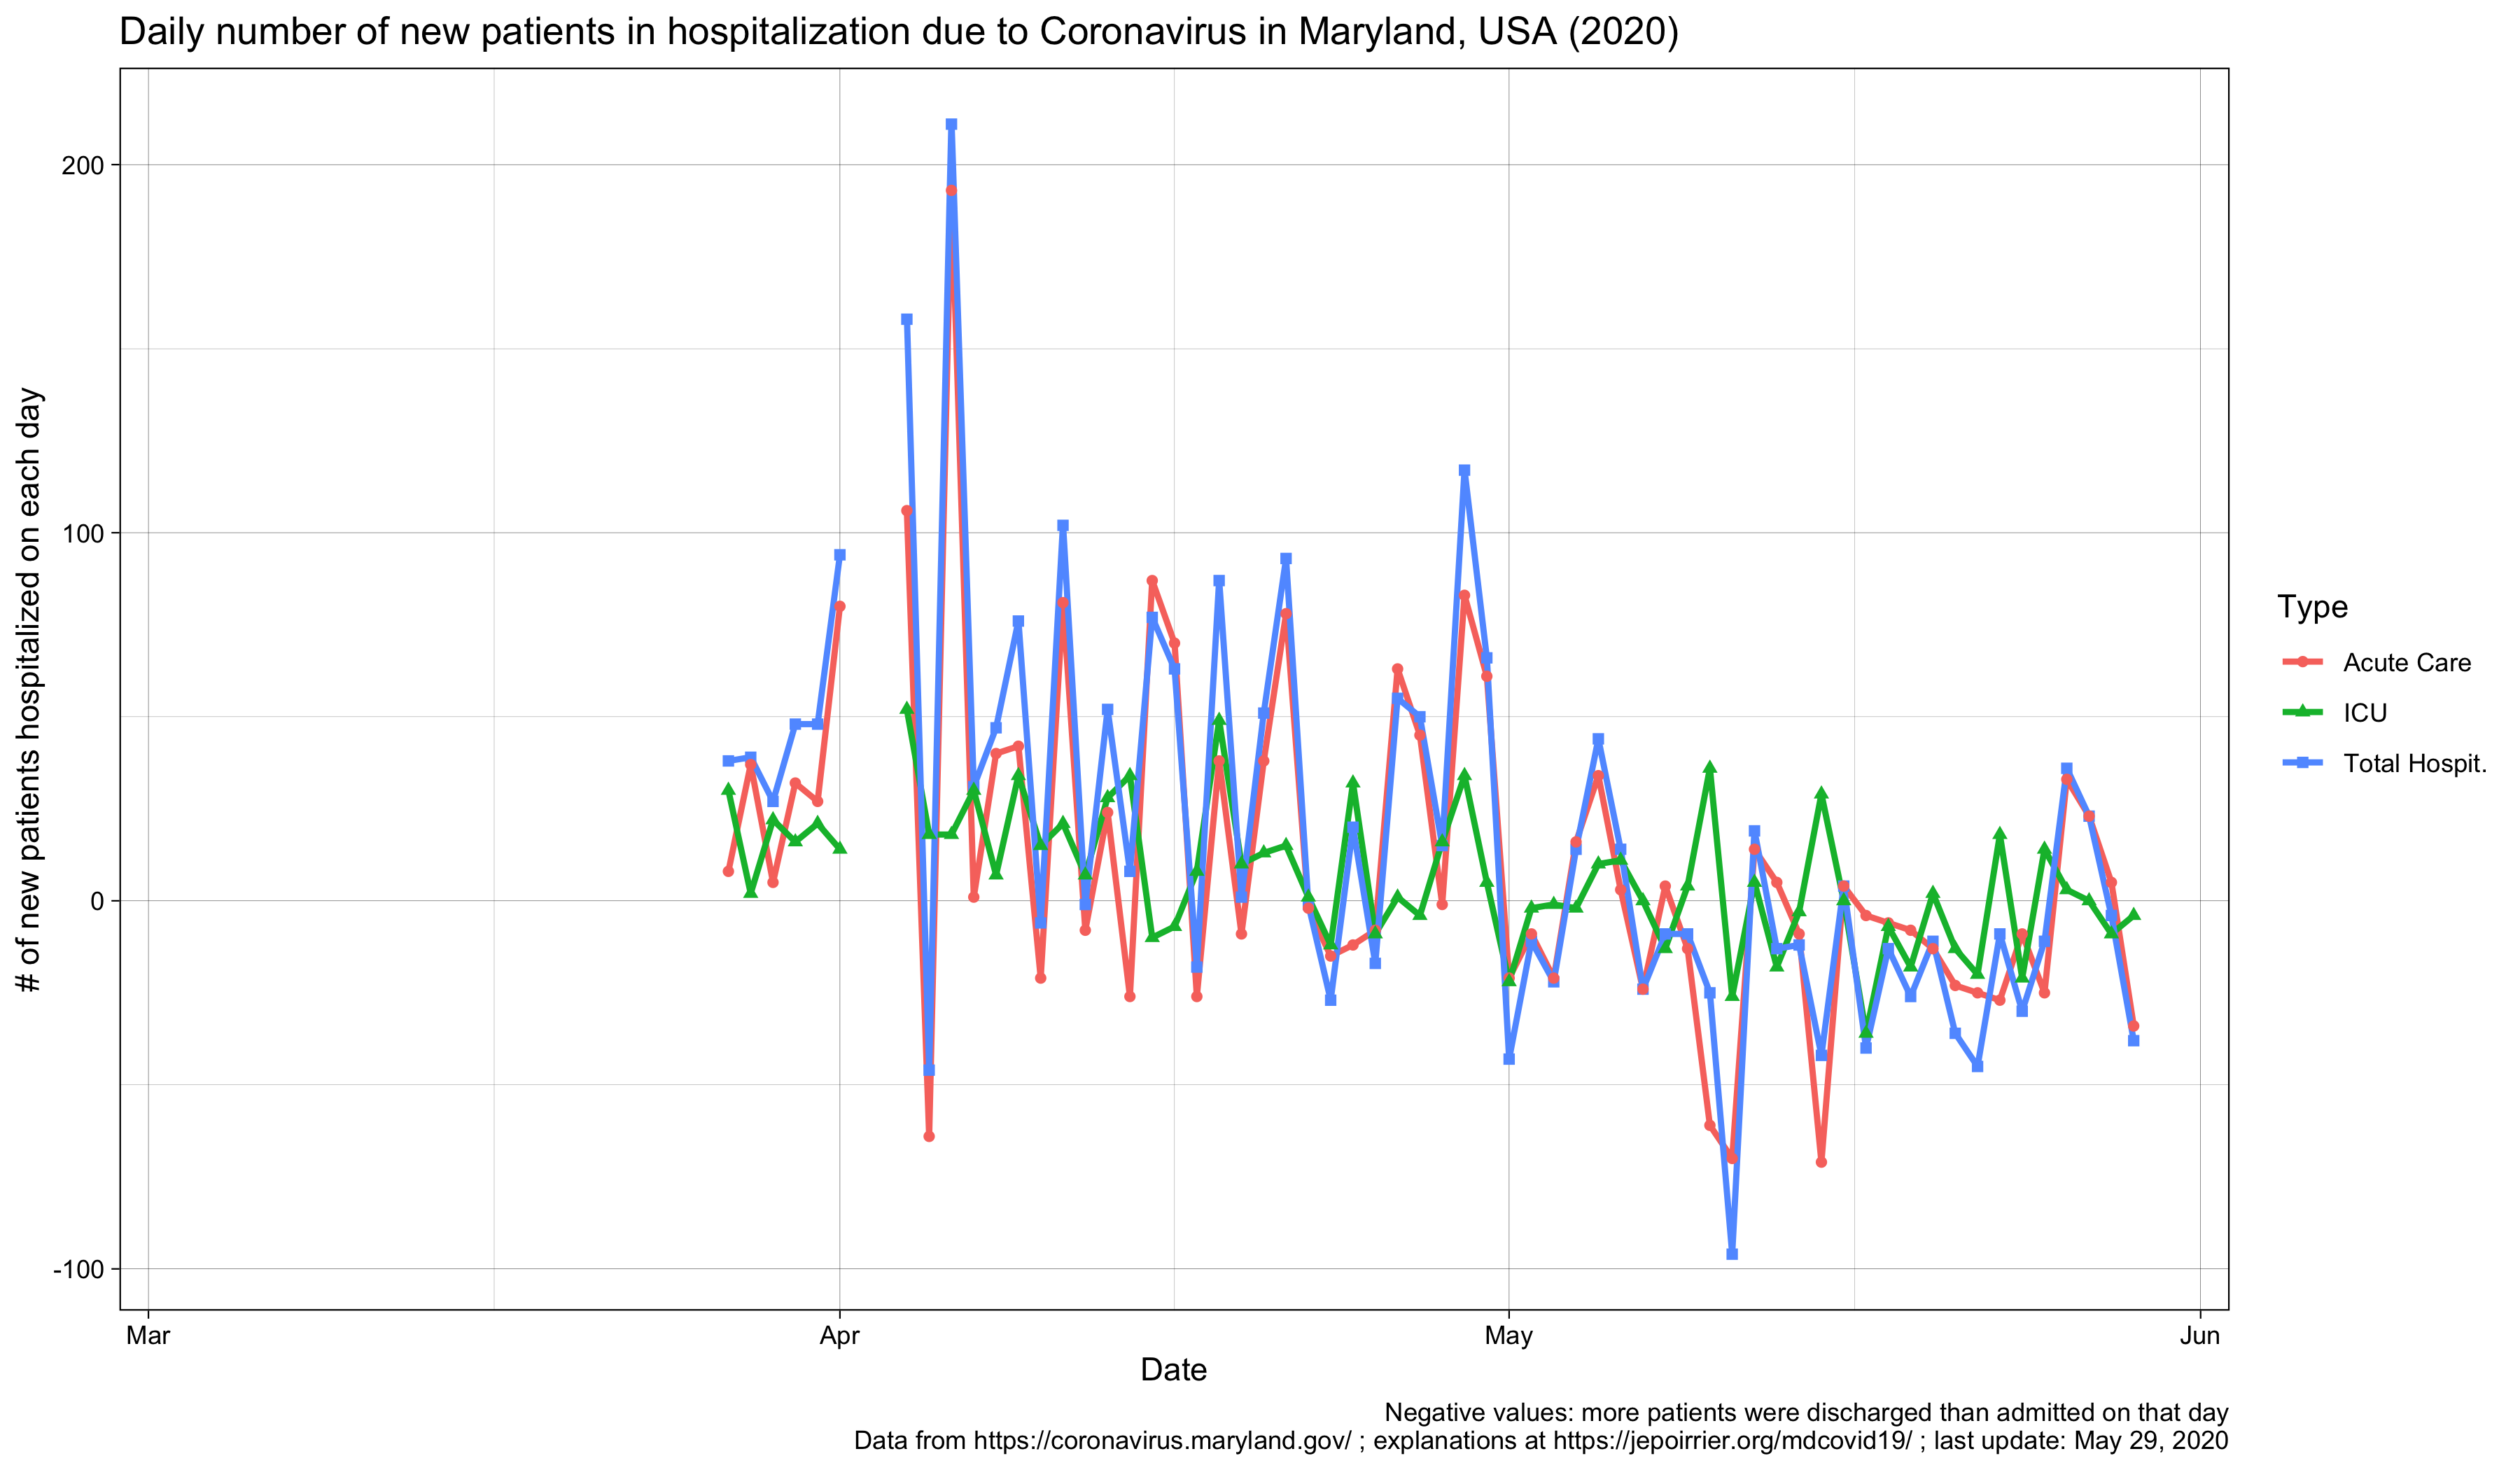 Daily number of new patients in hospitalization due to Coronavirus in Maryland, USA (2020)
# of new patients hospitalized on each day
200
100
0
-100
Mar
Apr
May
Jun
Date
Type
Acute Care
ICU
Total Hospit.
Negative values: more patients were discharged than admitted on that day
Data from https://coronavirus.maryland.gov/ ; explanations at https://jepoirrier.org/mdcovid19/ ; last update: May 29, 2020